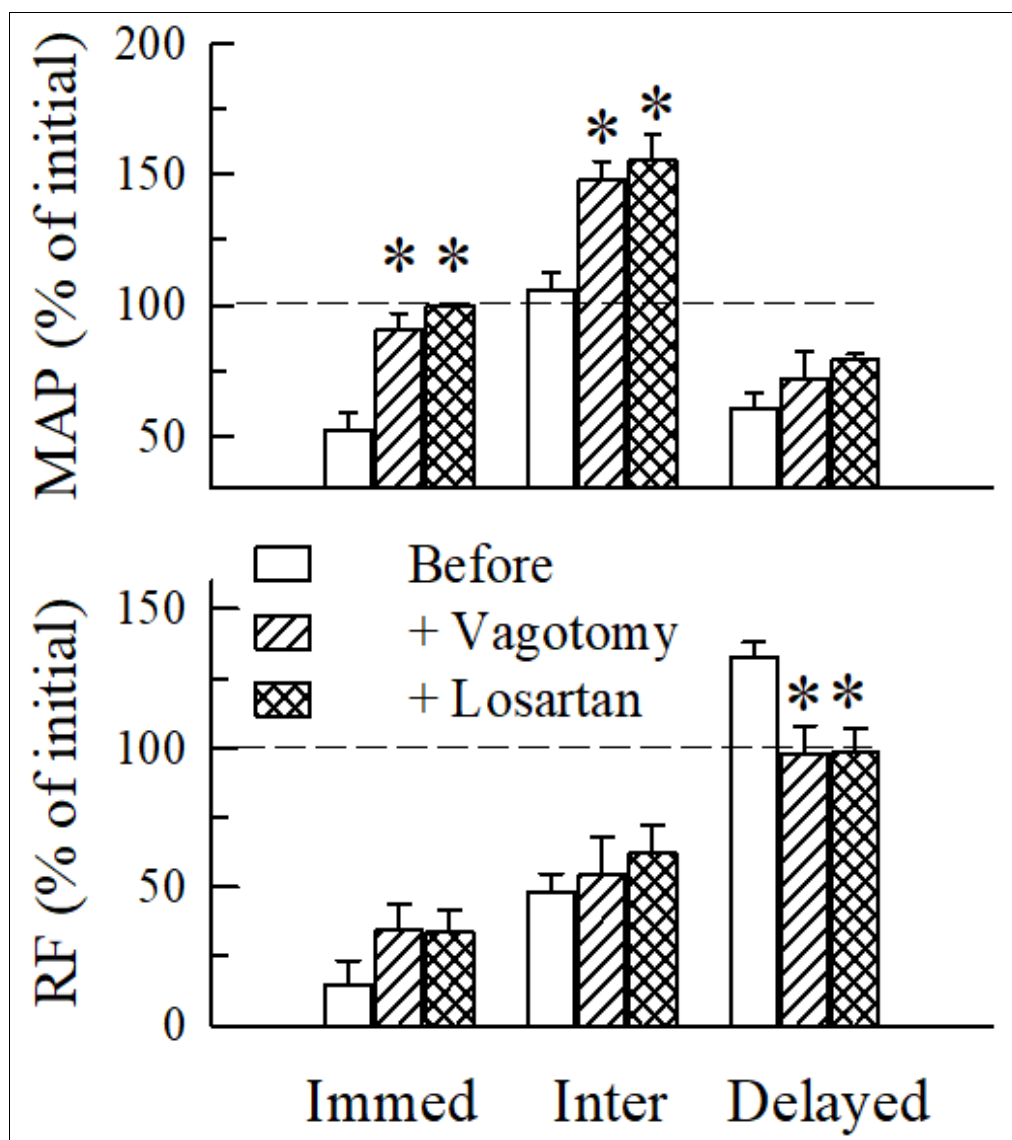 MAP (% of initial)
200
150
100
50
* *
* *
Before
+ Vagotomy
+ Losartan
RF (% of initial)
150
100
50
0
* *
Immed Inter Delayed